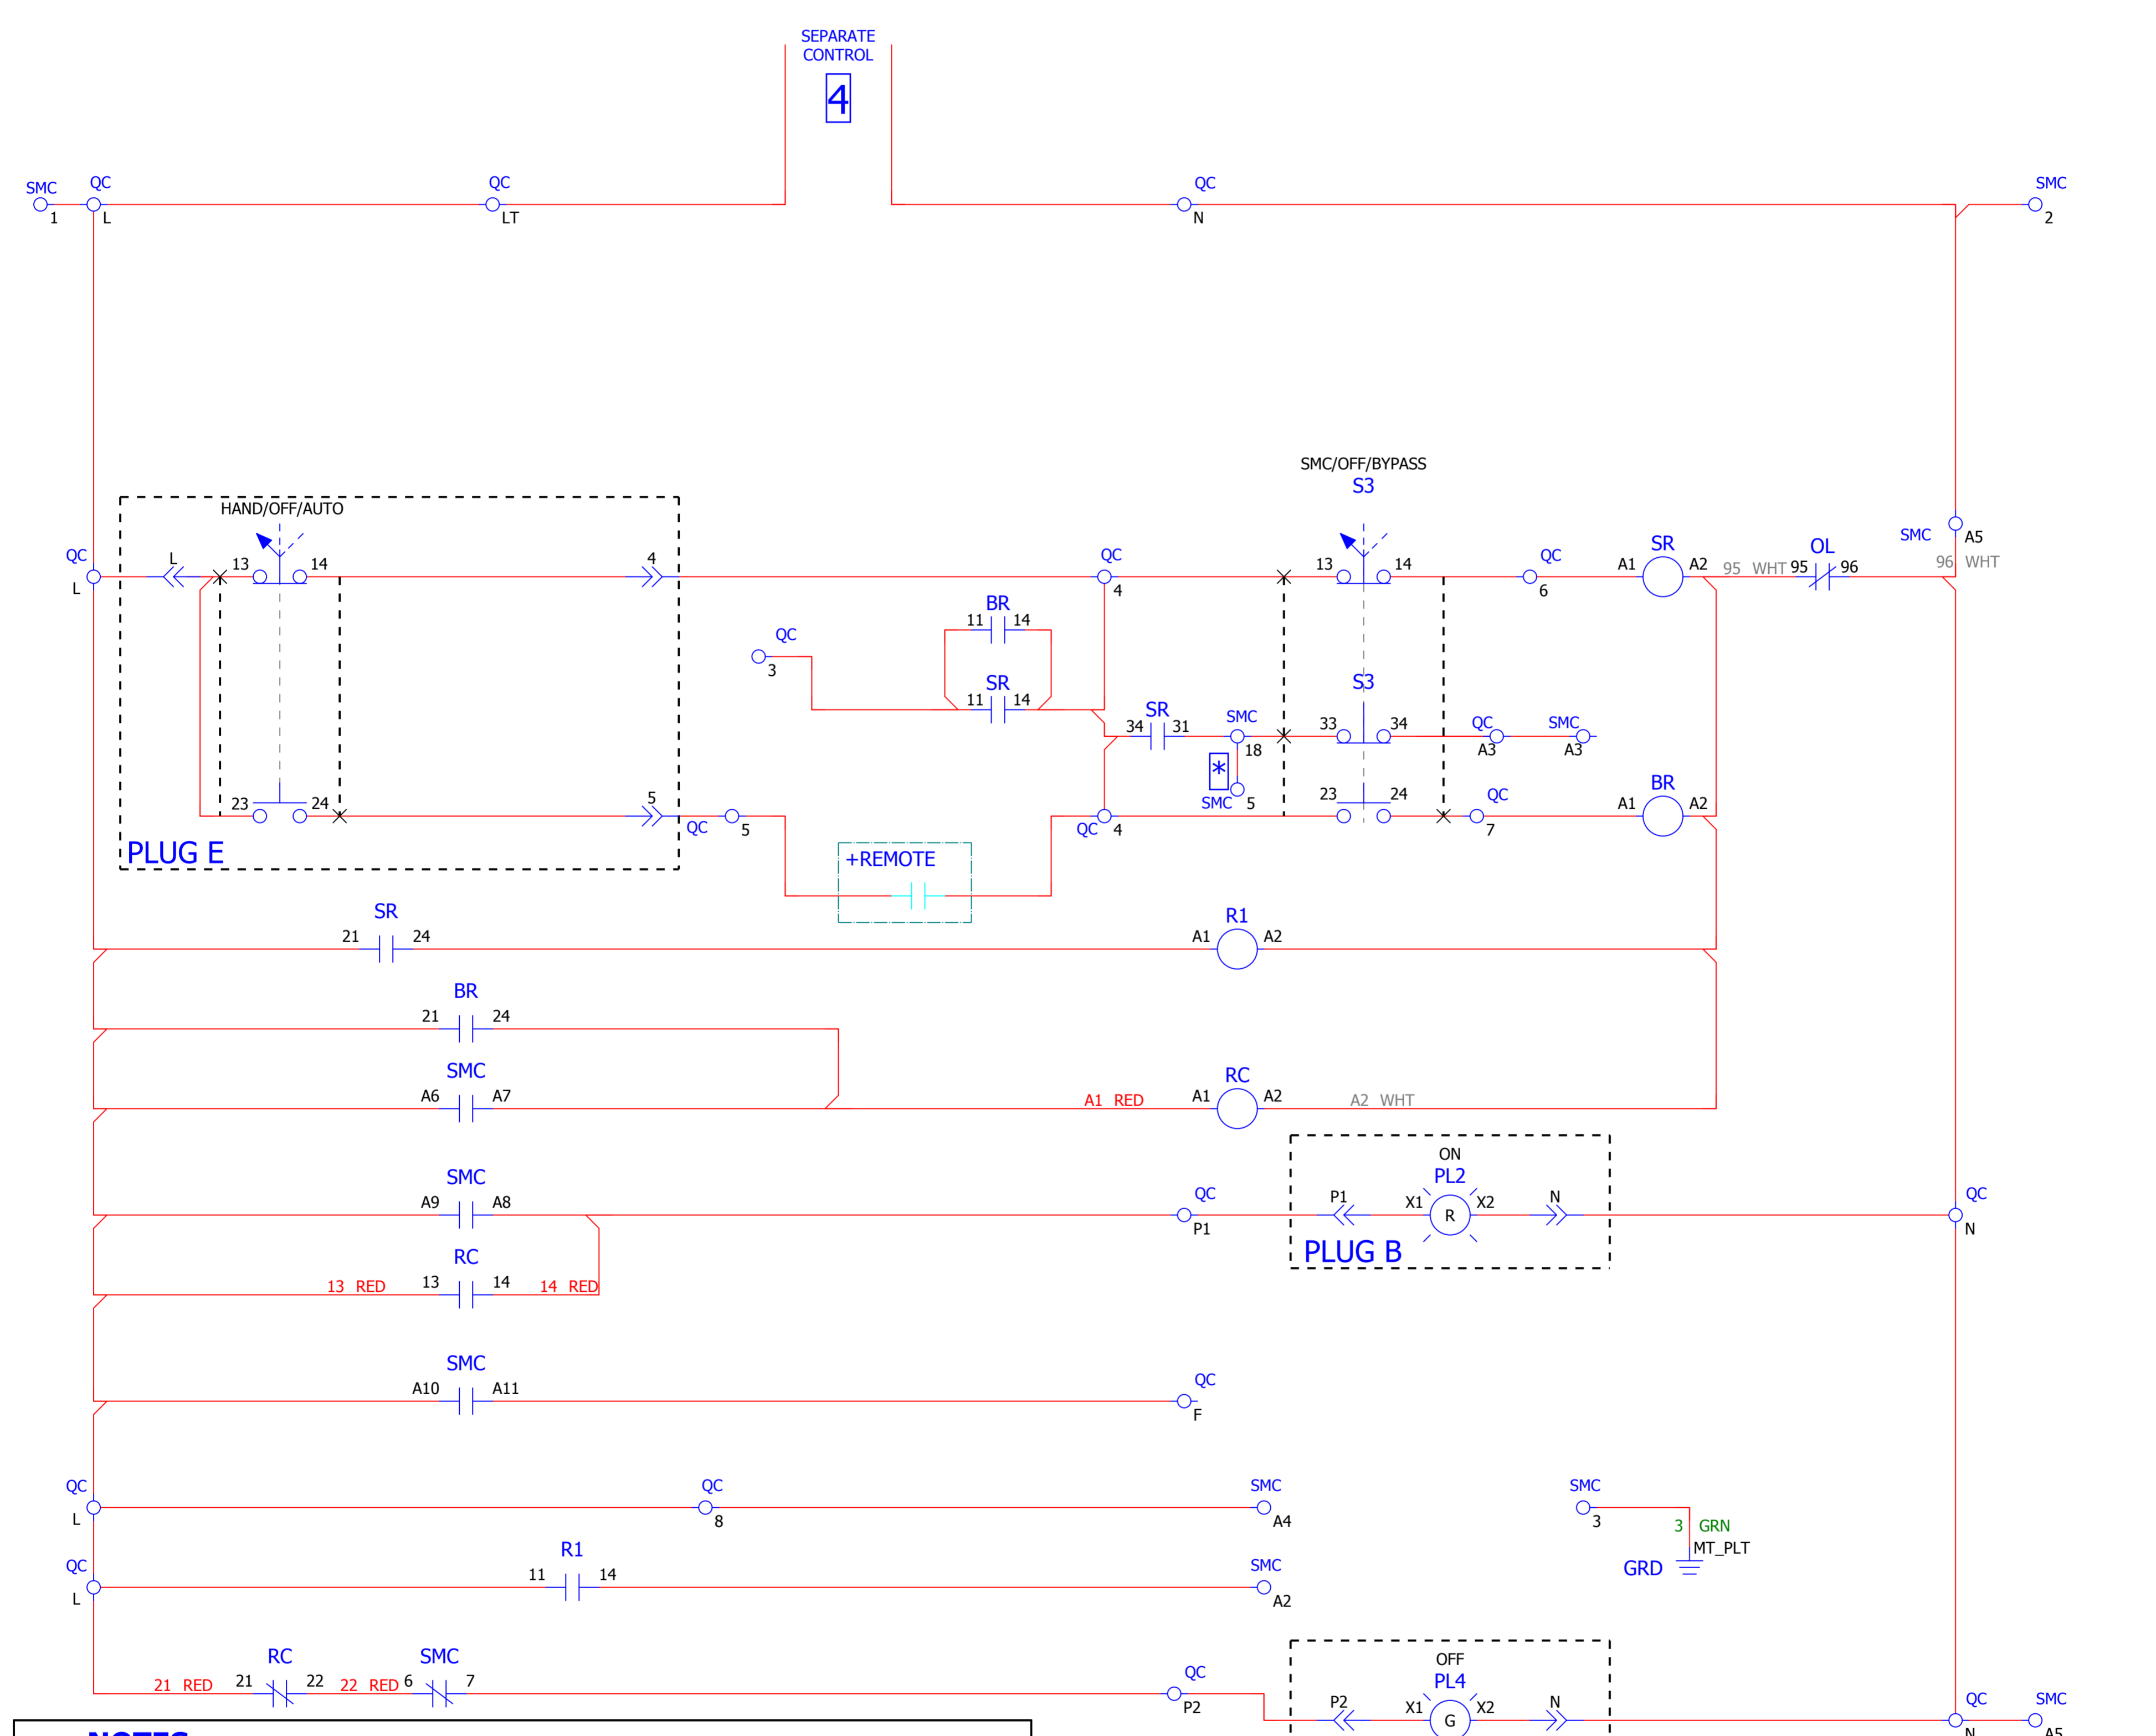 SEPARATE
CONTROL
4
SMC QC QC QC SMC
1 L LT N 2
SMC/OFF/BYPASS
S3
HAND/OFF/AUTO
SMC A5
QC L 13 14 4 QC 13 14 QC SR OL
L 4 6 A1 A2 95 WHT 95 96 96 WHT
BR
11 14
QC
3
SR
11 14
S3
SR
34 31
SMC
18
33 34
QC
A3
SMC
A3
*
SMC 5
23 24 5
QC 5
QC 4
23 24
QC
7
BR
A1 A2
PLUG E
+REMOTE
SR
21 24
R1
A1 A2
BR
21 24
SMC
A6 A7
RC
A1 RED A1 A2 A2 WHT
ON
PL2
SMC
A9 A8
QC
P1
P1 X1 R X2 N
QC
N
PLUG B
RC
13 RED 13 14 14 RED
SMC
A10 A11
QC
F
QC
L
QC
8
SMC
A4
SMC
3
3 GRN
MT_PLT
GRD
QC
L
R1
11 14
SMC
A2
OFF
PL4
RC SMC
21 RED 21 22 22 RED 6 7
QC
P2
P2 X1 G X2 N
QC
N
SMC
A5
NOTES